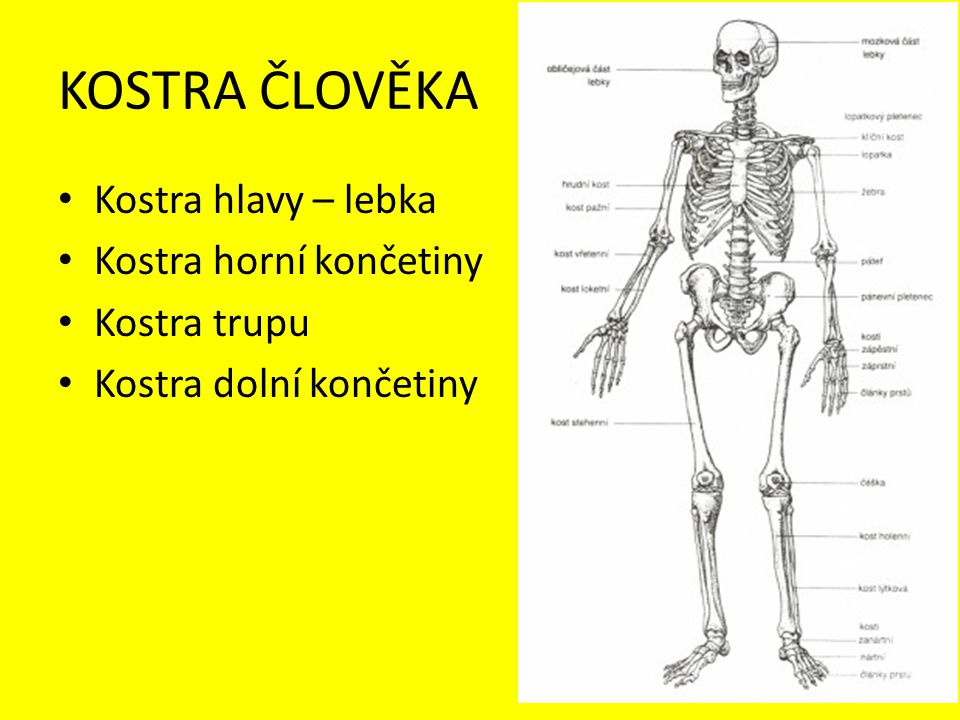 KOSTRA ČLOVĚKA
• Kostra hlavy – lebka
• Kostra horní končetiny
• Kostra trupu
• Kostra dolní končetiny
mozková část
lebky
obličejová část
lebky
lopatkový pletenec
klíční kost
lopatka
hrudní kost
žebra
kost pažní
kost vřetenní
páteř
kost loketní
pánevní pletenec
kosti
zápěstní
záprstní
články prstů
kost stehenní
čéška
kost holenní
kost lýtková
kosti
zanártní
nártní
články prstu